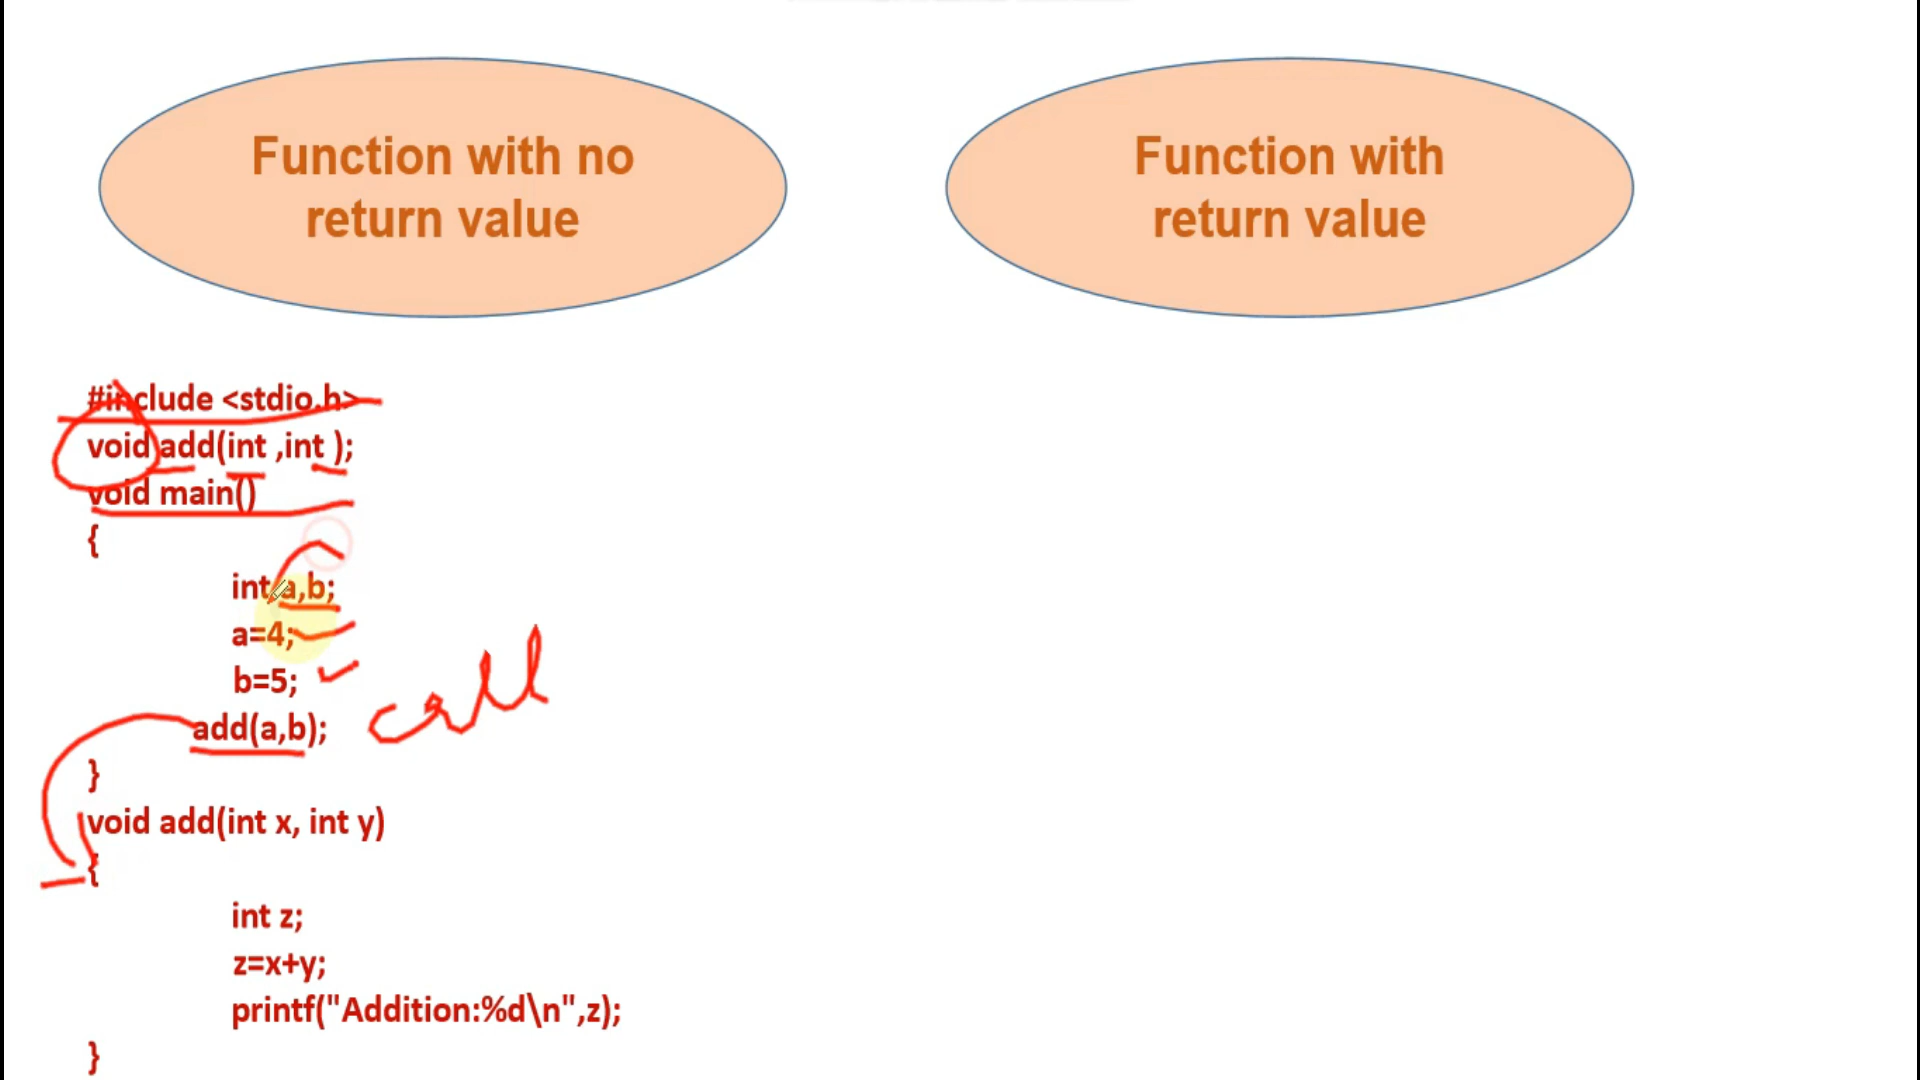 Function with no
return value
Function with
return value
#include <stdio.h>
void add(int ,int );
void main()
{
int a,b;
a=4;
b=5;
add(a,b);
call
}
void add(int x, int y)
{
int z;
z=x+y;
printf("Addition:%d\n",z);
}